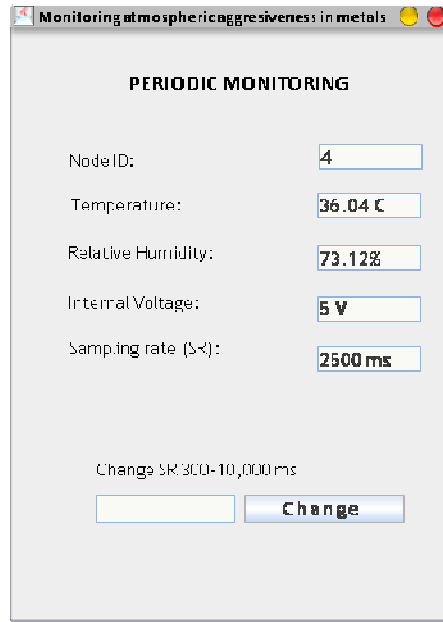 Monitoring atmospheric aggresiveness in metals
PERIODIC MONITORING
Node ID: 4
Temperature: 36.04 C
Relative Humidity: 73.12%
Internal Voltage: 5 V
Sampling rate (SR): 2500 ms
Change SR 300-10,000 ms
Change